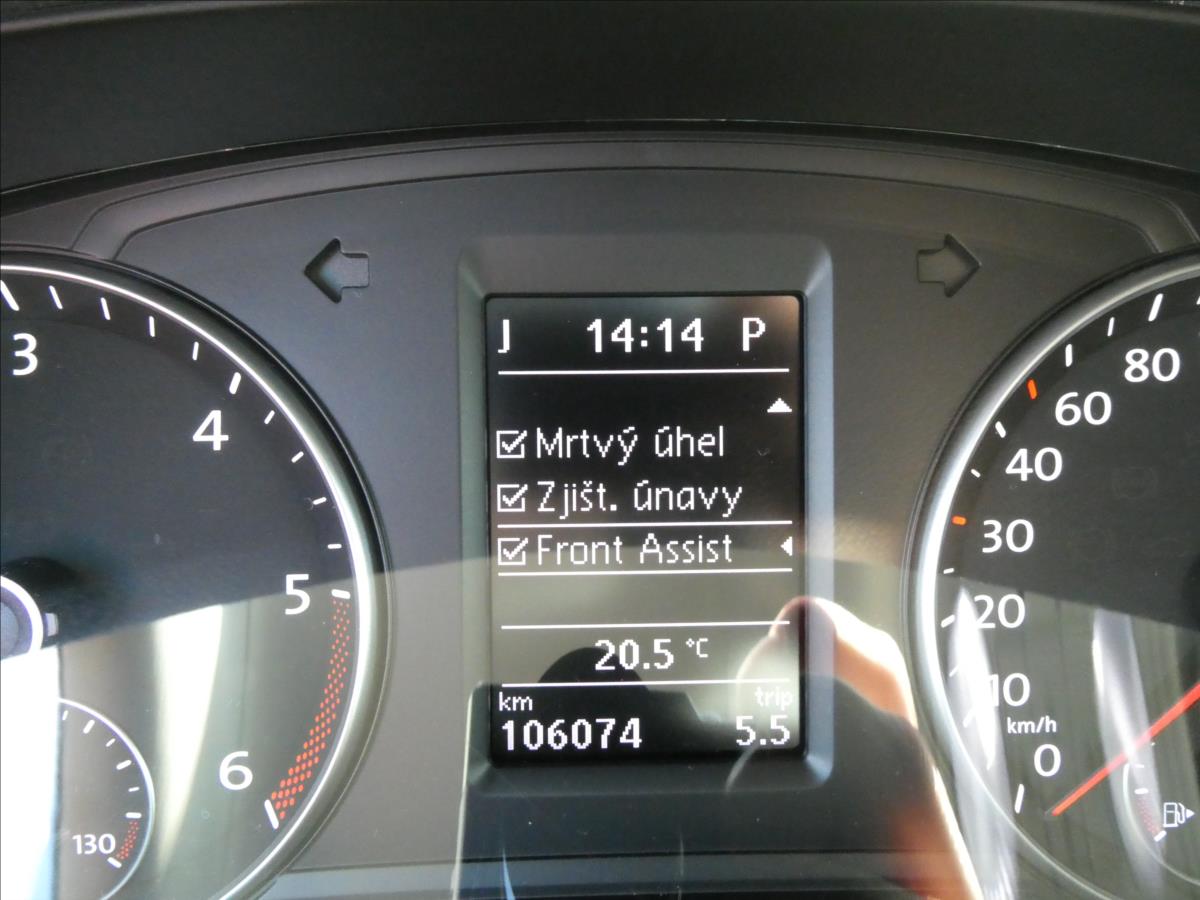 J 14:14 P
Mrtvý úhel
Zjišt. únavy
Front Assist
20.5 °C
km trip
106074 5.5
3
4
5
6
130
80
60
40
30
20
10
km/h
0